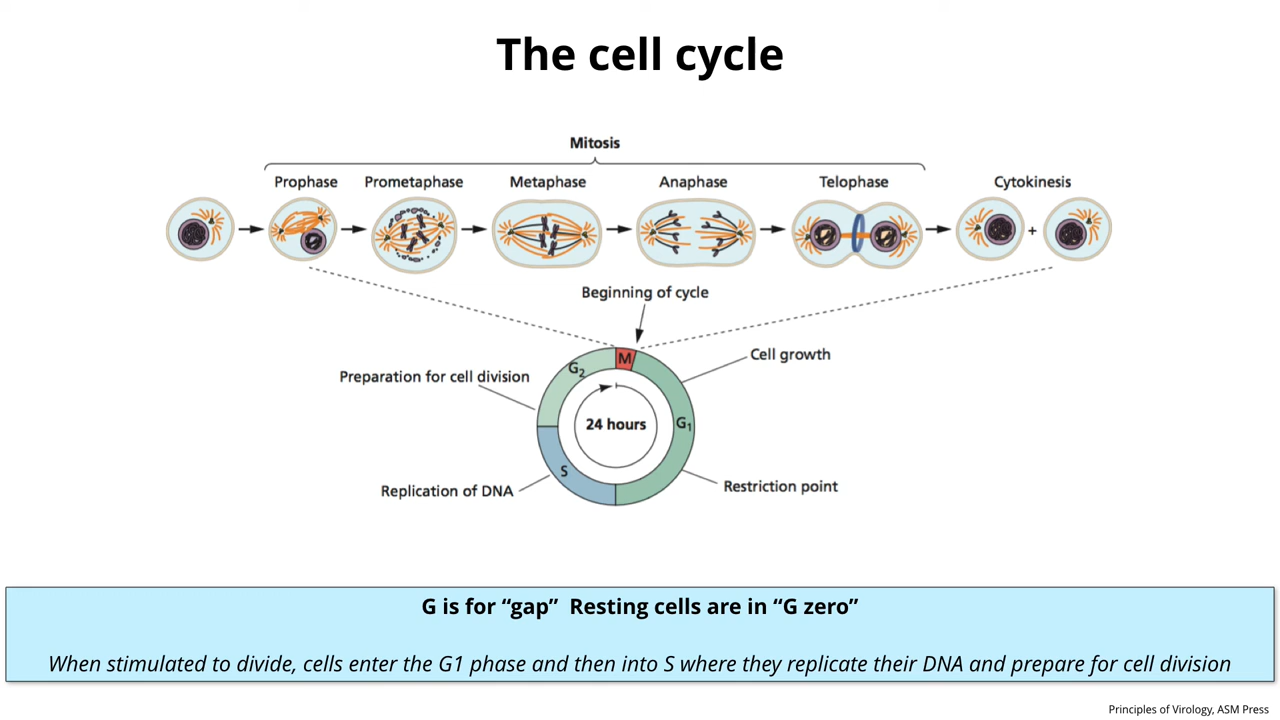 The cell cycle
Mitosis
Prophase
Prometaphase
Metaphase
Anaphase
Telophase
Cytokinesis
+
Beginning of cycle
M
Cell growth
G2
Preparation for cell division
24 hours
G1
S
Replication of DNA
Restriction point
G is for “gap”  Resting cells are in “G zero”
When stimulated to divide, cells enter the G1 phase and then into S where they replicate their DNA and prepare for cell division
Principles of Virology, ASM Press